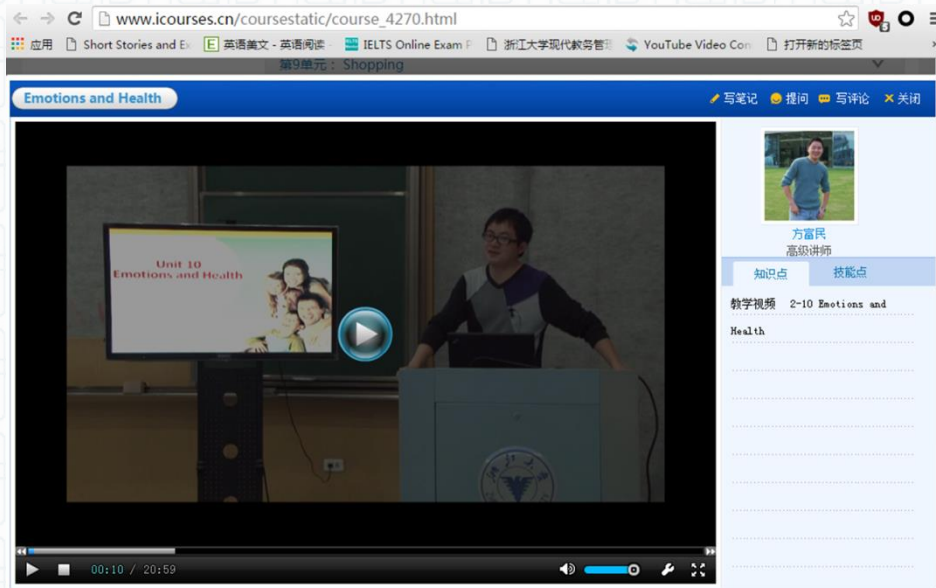 www.icourses.cn/coursestatic/course_4270.html
应用 Short Stories and Ex 英语美文 - 英语阅读 IELTS Online Exam P 浙江大学现代教务管理 YouTube Video Con 打开新的标签页
第9单元： Shopping
Emotions and Health 写笔记 提问 写评论 关闭
Unit 10
Emotions and Health
方富民
高级讲师
知识点 技能点
教学视频 2-10 Emotions and
Health
00:10 / 20:59